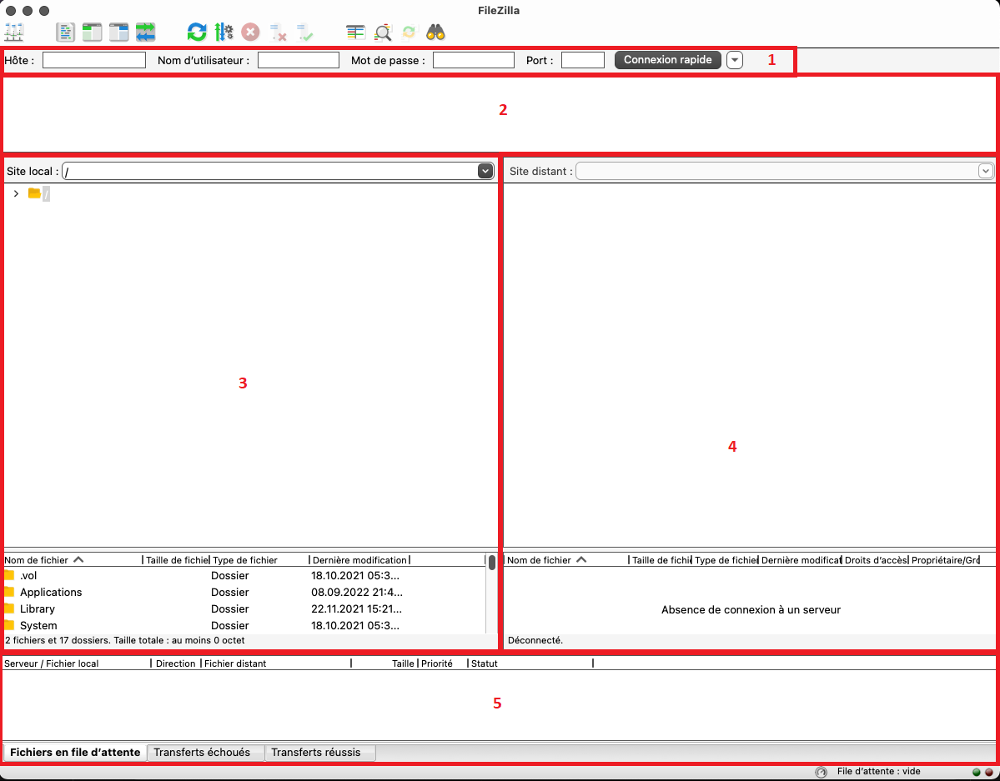 FileZilla
Hôte : Nom d'utilisateur : Mot de passe : Port : Connexion rapide 1
2
Site local : /
Site distant :
/
3
4
Nom de fichier Taille de fichiel Type de fichier Dernière modification
.vol Dossier 18.10.2021 05:3...
Applications Dossier 08.09.2022 21:4...
Library Dossier 22.11.2021 15:21...
System Dossier 18.10.2021 05:3...
2 fichiers et 17 dossiers. Taille totale : au moins 0 octet
Nom de fichier Taille de fichi Type de fichier Dernière modificat Droits d'accès Propriétaire/Gro
Absence de connexion à un serveur
Déconnecté.
Serveur / Fichier local Direction Fichier distant Taille Priorité Statut
5
Fichiers en file d'attente Transferts échoués Transferts réussis
File d'attente : vide